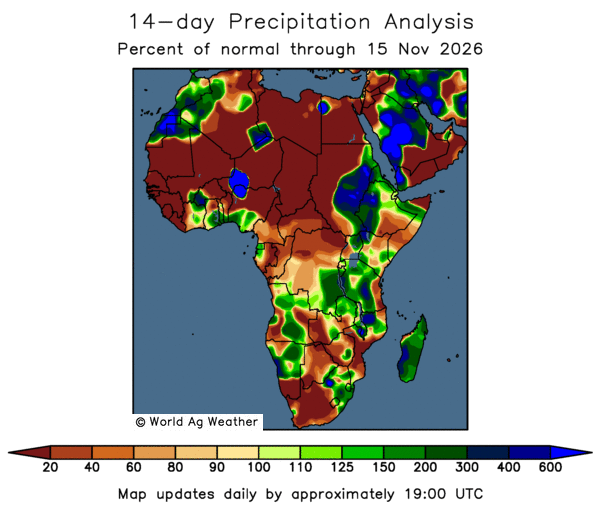 14-day Precipitation Analysis
Percent of normal through 15 Nov 2026
© World Ag Weather
20 40 60 80 90 100 110 125 150 200 300 400 600
Map updates daily by approximately 19:00 UTC